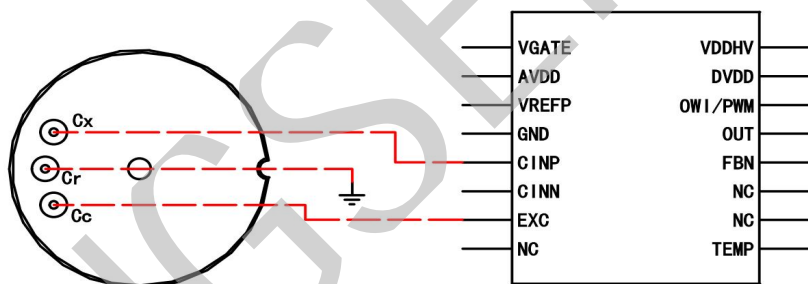 Cx
Cr
Cc
VGATE
AVDD
VREFP
GND
CINP
CINN
EXC
NC
VDDHV
DVDD
OWI/PWM
OUT
FBN
NC
NC
TEMP